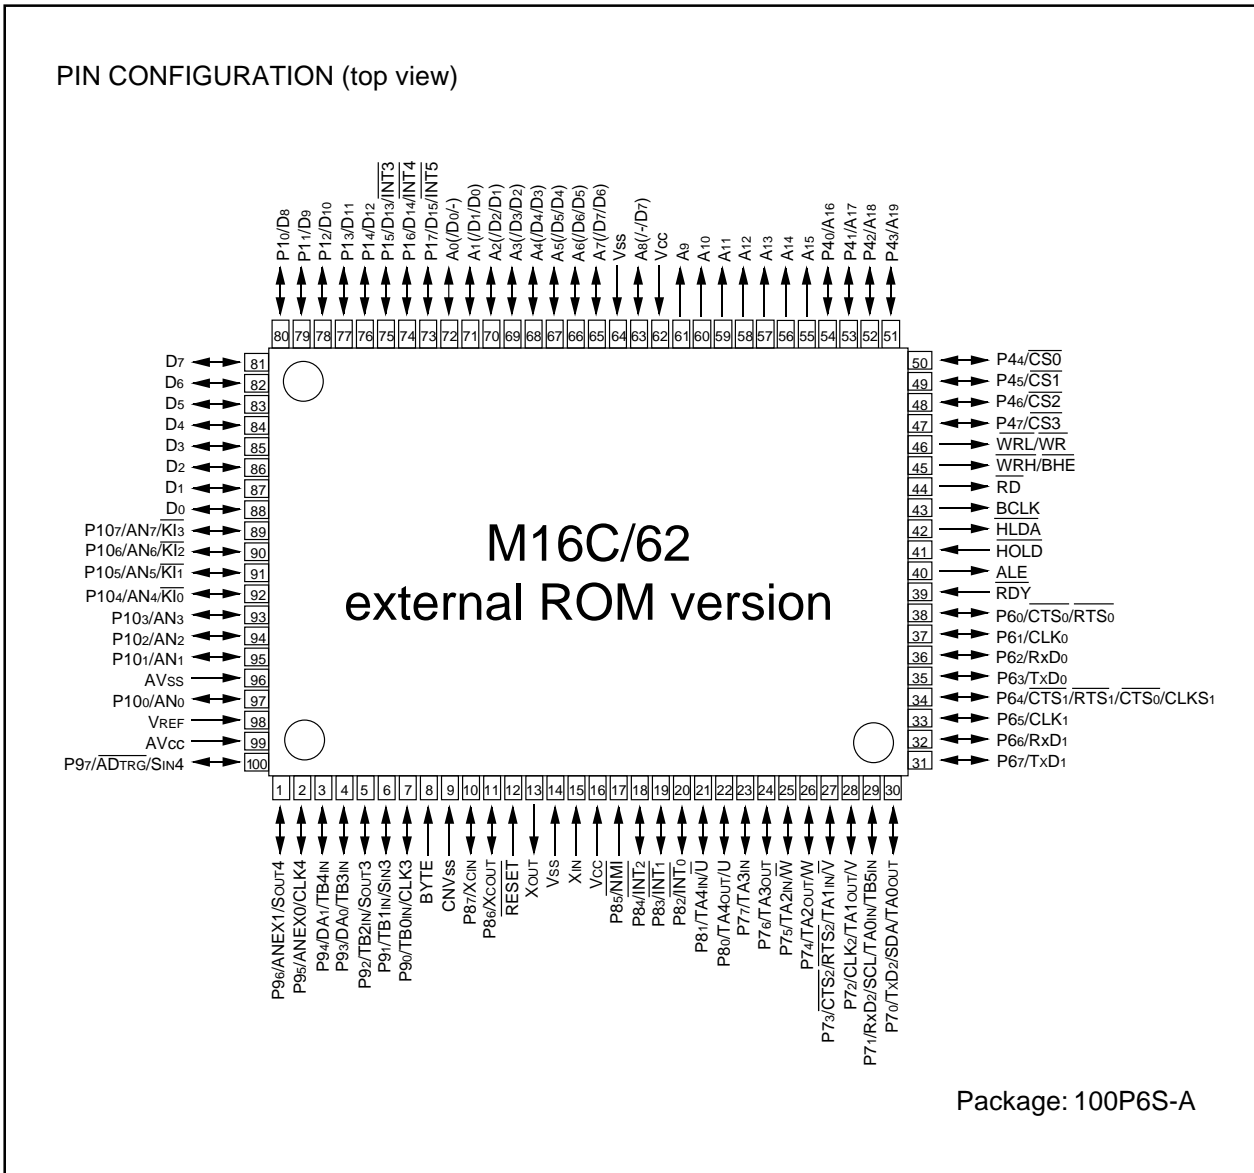 PIN CONFIGURATION (top view)
P10/D8
P11/D9
P12/D10
P13/D11
P14/D12
P15/D13/INT3
P16/D14/INT4
P17/D15/INT5
A0(/D0/-)
A1(/D1/D0)
A2(/D2/D1)
A3(/D3/D2)
A4(/D4/D3)
A5(/D5/D4)
A6(/D6/D5)
A7(/D7/D6)
Vss
A8(/-/D7)
Vcc
A9
A10
A11
A12
A13
A14
A15
P40/A16
P41/A17
P42/A18
P43/A19
80 79 78 77 76 75 74 73 72 71 70 69 68 67 66 65 64 63 62 61 60 59 58 57 56 55 54 53 52 51
D7 81
D6 82
D5 83
D4 84
D3 85
D2 86
D1 87
D0 88
P107/AN7/KI3 89
P106/AN6/KI2 90
P105/AN5/KI1 91
P104/AN4/KI0 92
P103/AN3 93
P102/AN2 94
P101/AN1 95
AVss 96
P100/AN0 97
VREF 98
AVcc 99
P97/ADTRG/SIN4 100
M16C/62
external ROM version
50 P44/CS0
49 P45/CS1
48 P46/CS2
47 P47/CS3
46 WRL/WR
45 WRH/BHE
44 RD
43 BCLK
42 HLDA
41 HOLD
40 ALE
39 RDY
38 P60/CTS0/RTS0
37 P61/CLK0
36 P62/RxD0
35 P63/TXD0
34 P64/CTS1/RTS1/CTS0/CLKS1
33 P65/CLK1
32 P66/RxD1
31 P67/TXD1
1 2 3 4 5 6 7 8 9 10 11 12 13 14 15 16 17 18 19 20 21 22 23 24 25 26 27 28 29 30
P96/ANEX1/SOUT4
P95/ANEX0/CLK4
P94/DA1/TB4IN
P93/DA0/TB3IN
P92/TB2IN/SOUT3
P91/TB1IN/SIN3
P90/TB0IN/CLK3
BYTE
CNVss
P87/XCIN
P86/XCOUT
RESET
XOUT
Vss
XIN
Vcc
P85/NMI
P84/INT2
P83/INT1
P82/INT0
P81/TA4IN/U
P80/TA4OUT/U
P77/TA3IN
P76/TA3OUT
P75/TA2IN/W
P74/TA2OUT/W
P73/CTS2/RTS2/TA1IN/V
P72/CLK2/TA1OUT/V
P71/RxD2/SCL/TA0IN/TB5IN
P70/TXD2/SDA/TA0OUT
Package: 100P6S-A